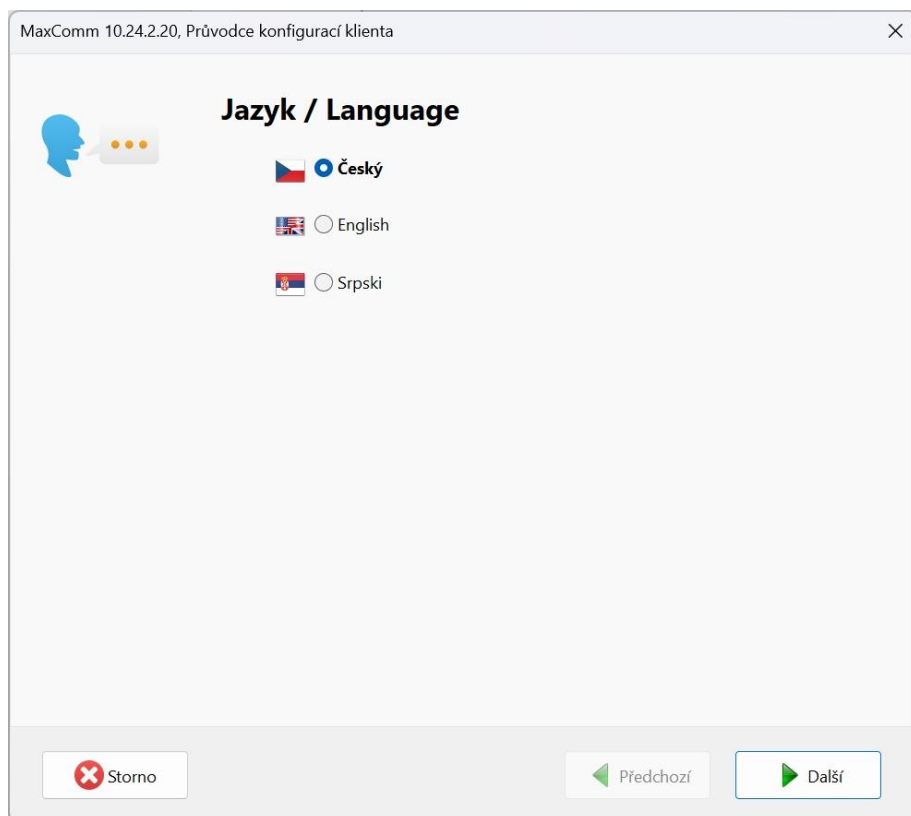 MaxComm 10.24.2.20, Průvodce konfigurací klienta
Jazyk / Language
Český
English
Srpski
Storno
Předchozí
Další